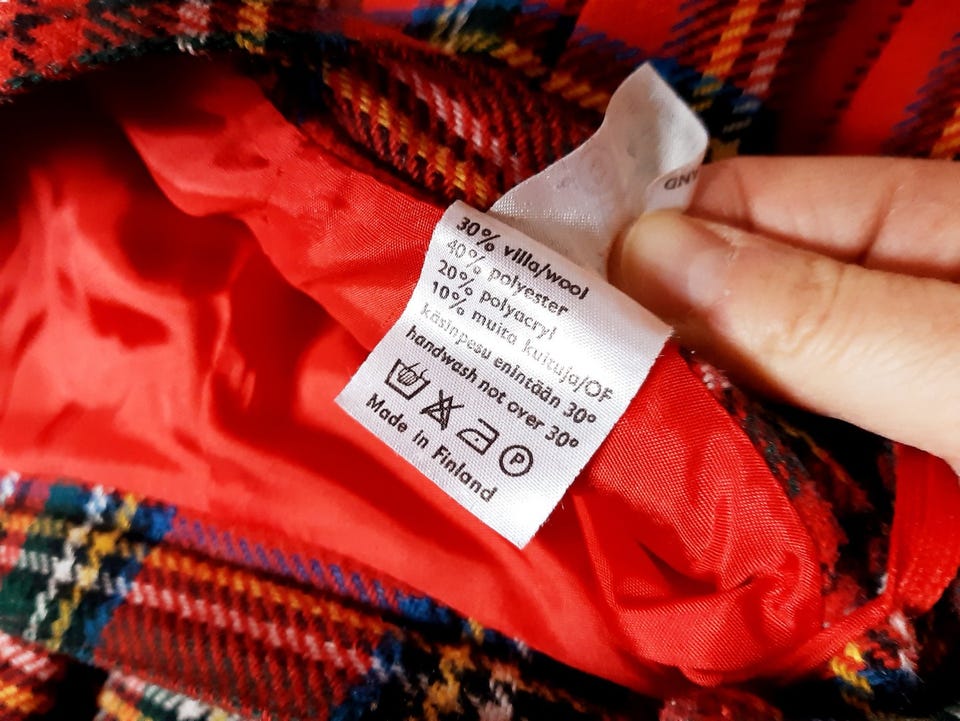 30% villa/wool
40% polyester
20% polyacryl
10% muita kuituja/OF
käsinpesu enintään 30°
handwash not over 30°
P
Made in Finland
AND